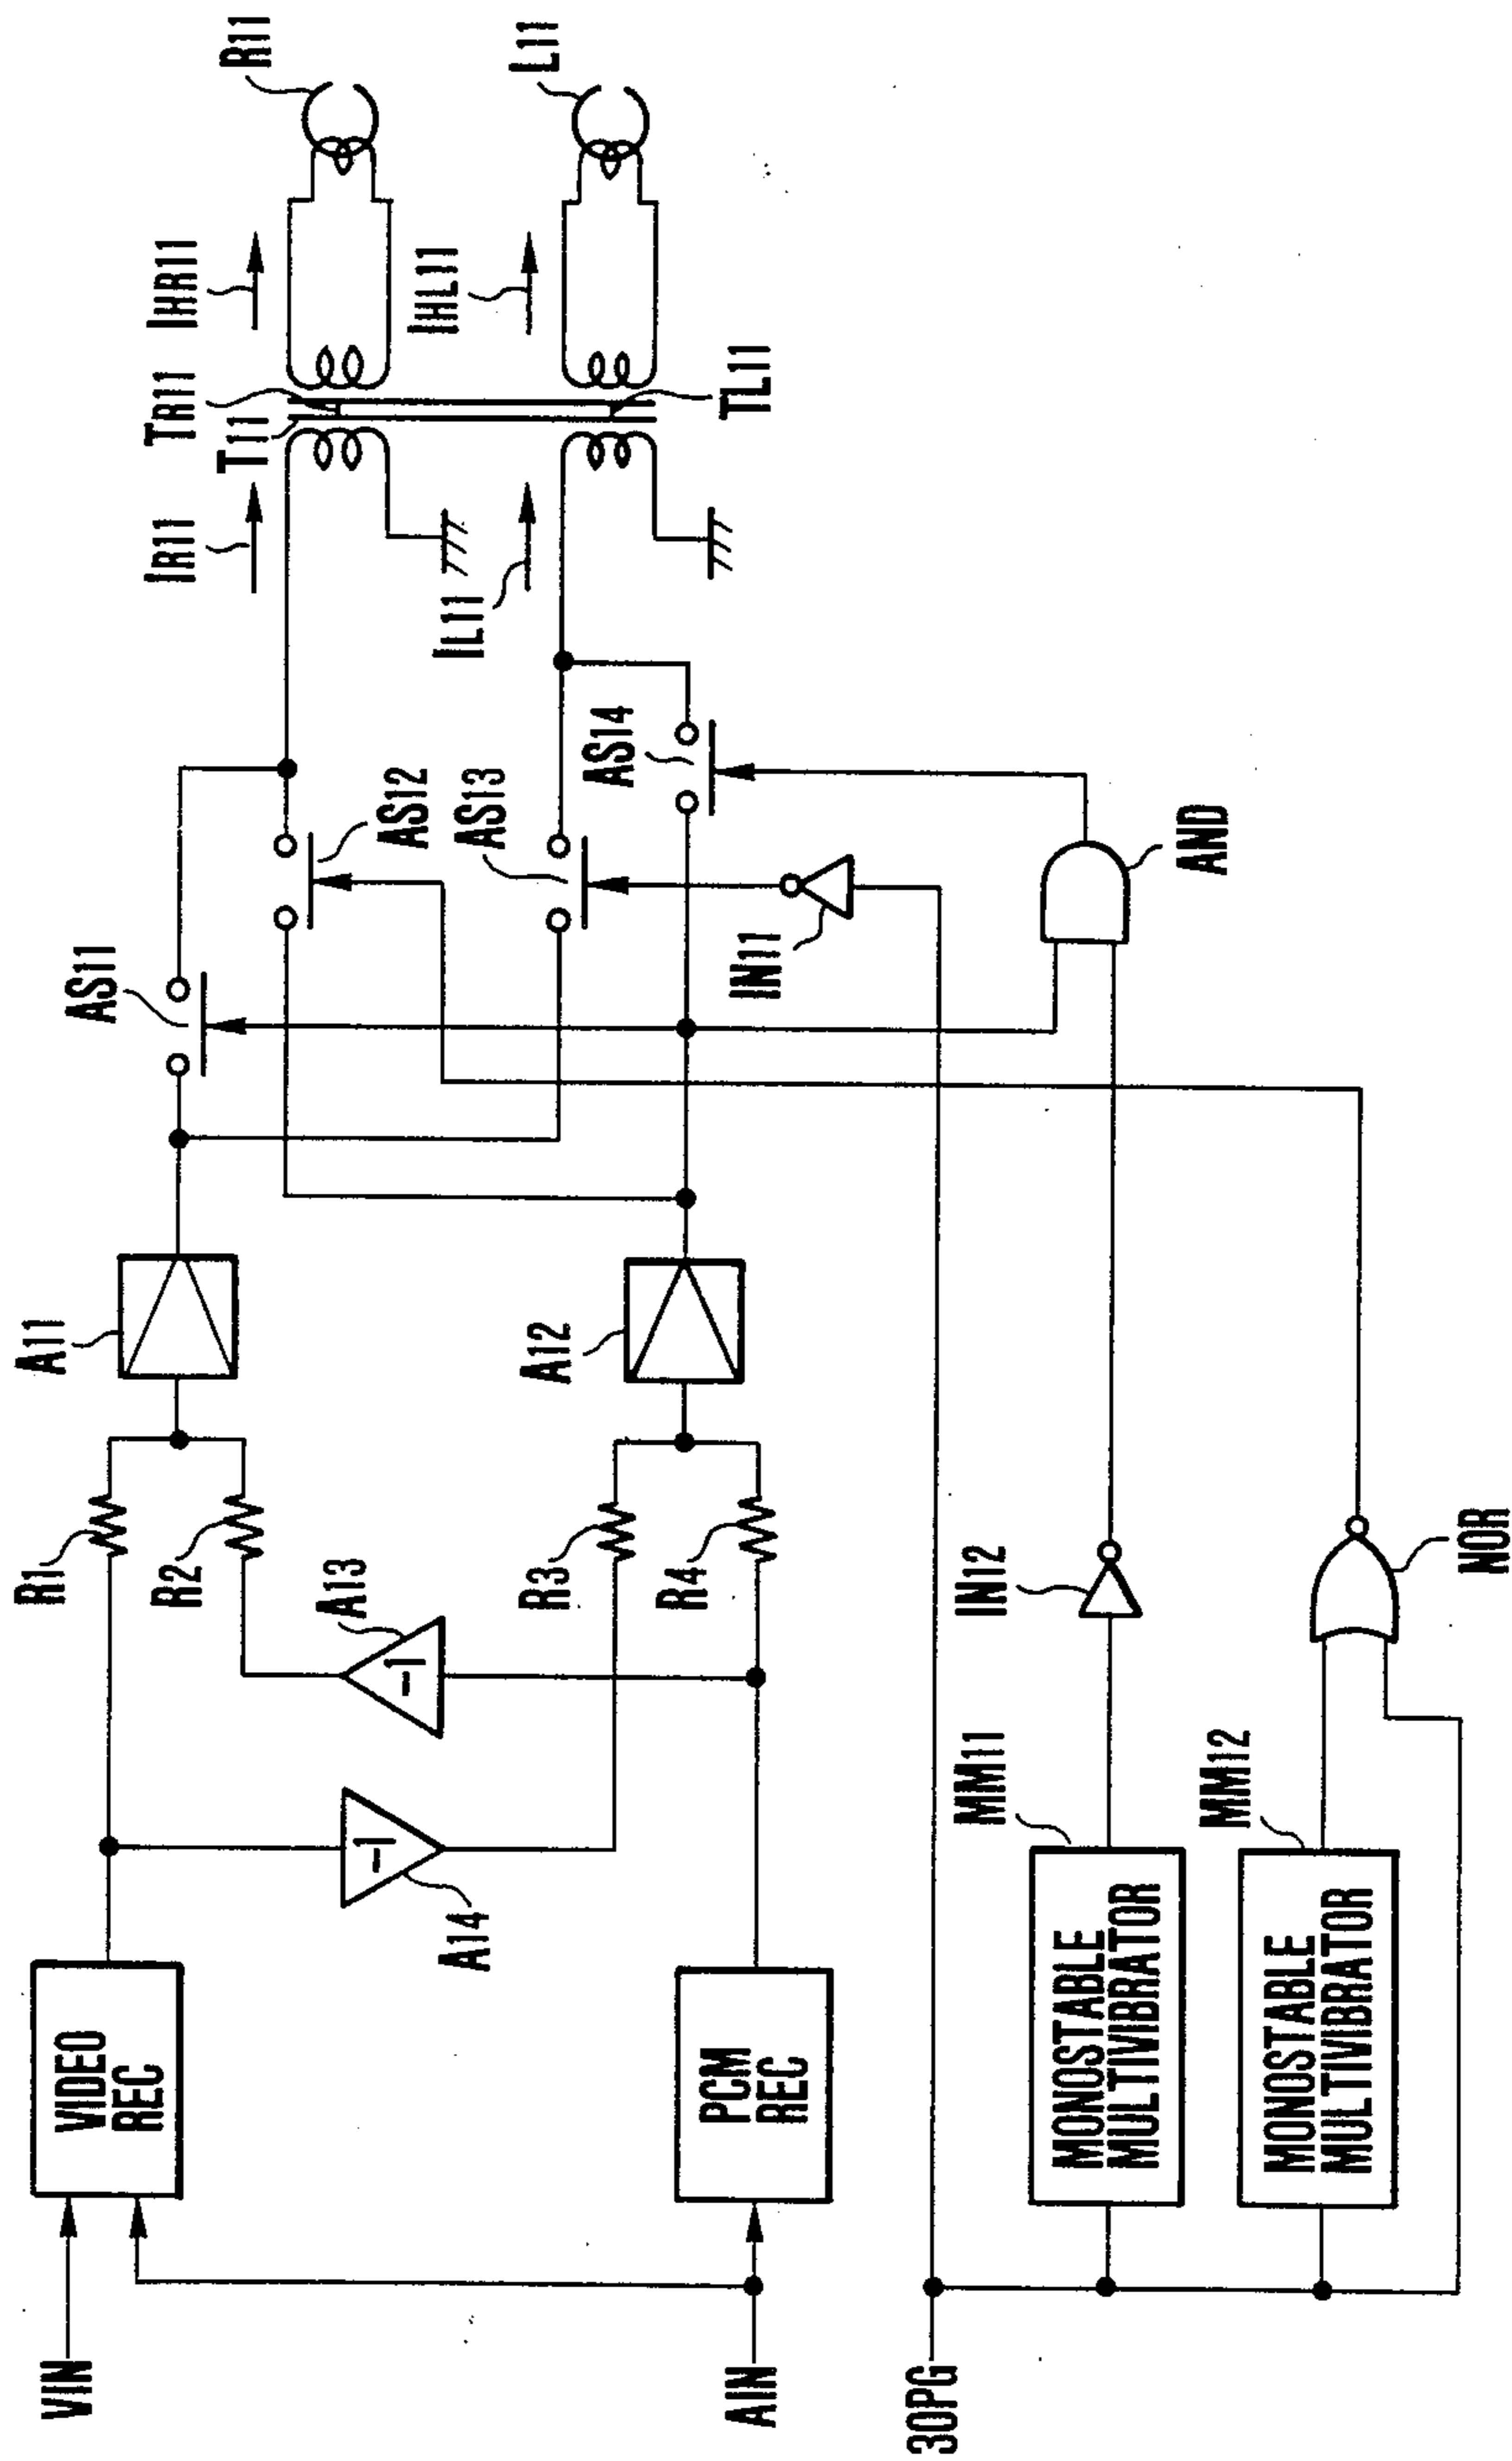 VIN
VIDEO
REC
AIN
PCM
REC
30PG
A14
-1
A13
-1
R1
R2
R3
R4
A11
A12
MONOSTABLE
MULTIVIBRATOR
MM11
MONOSTABLE
MULTIVIBRATOR
MM12
IN12
NOR
AS11
AS12
AS13
AS14
IN11
AND
IR11
IL11
T11
TR11
TL11
IHR11
IHL11
R11
L11